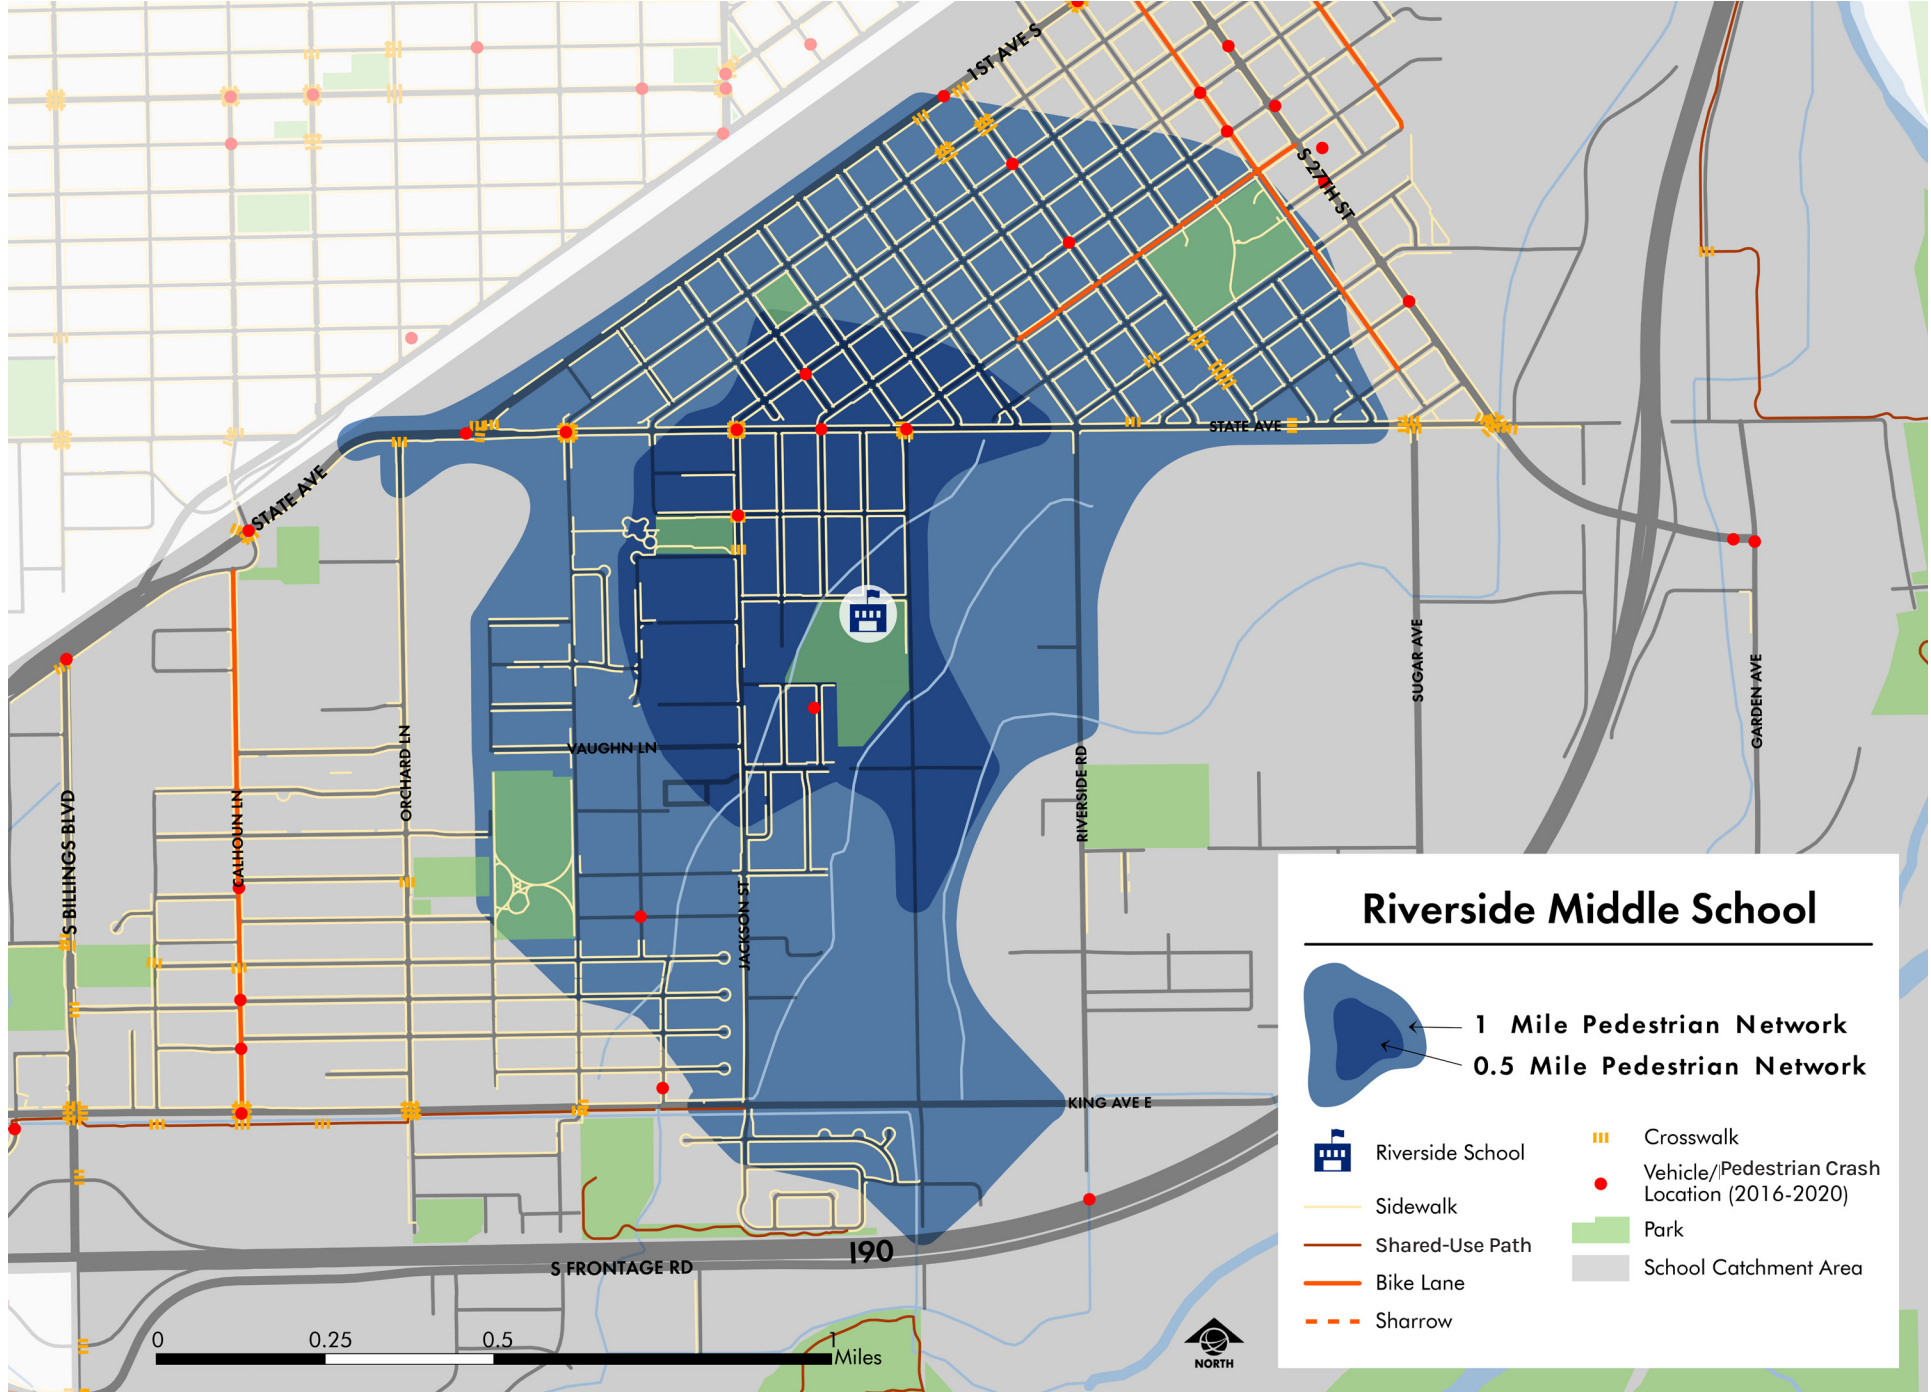 1ST AVE S
S 27TH ST
STATE AVE
STATE AVE
SUGAR AVE
GARDEN AVE
VAUGHN LN
ORCHARD LN
CALHOUN LN
S BILLINGS BLVD
RIVERSIDE RD
JACKSON ST
KING AVE E
I90
S FRONTAGE RD
0 0.25 0.5 1
Miles
NORTH
Riverside Middle School
1 Mile Pedestrian Network
0.5 Mile Pedestrian Network
Riverside School
Sidewalk
Shared-Use Path
Bike Lane
Sharrow
Crosswalk
Vehicle/Pedestrian Crash
Location (2016-2020)
Park
School Catchment Area